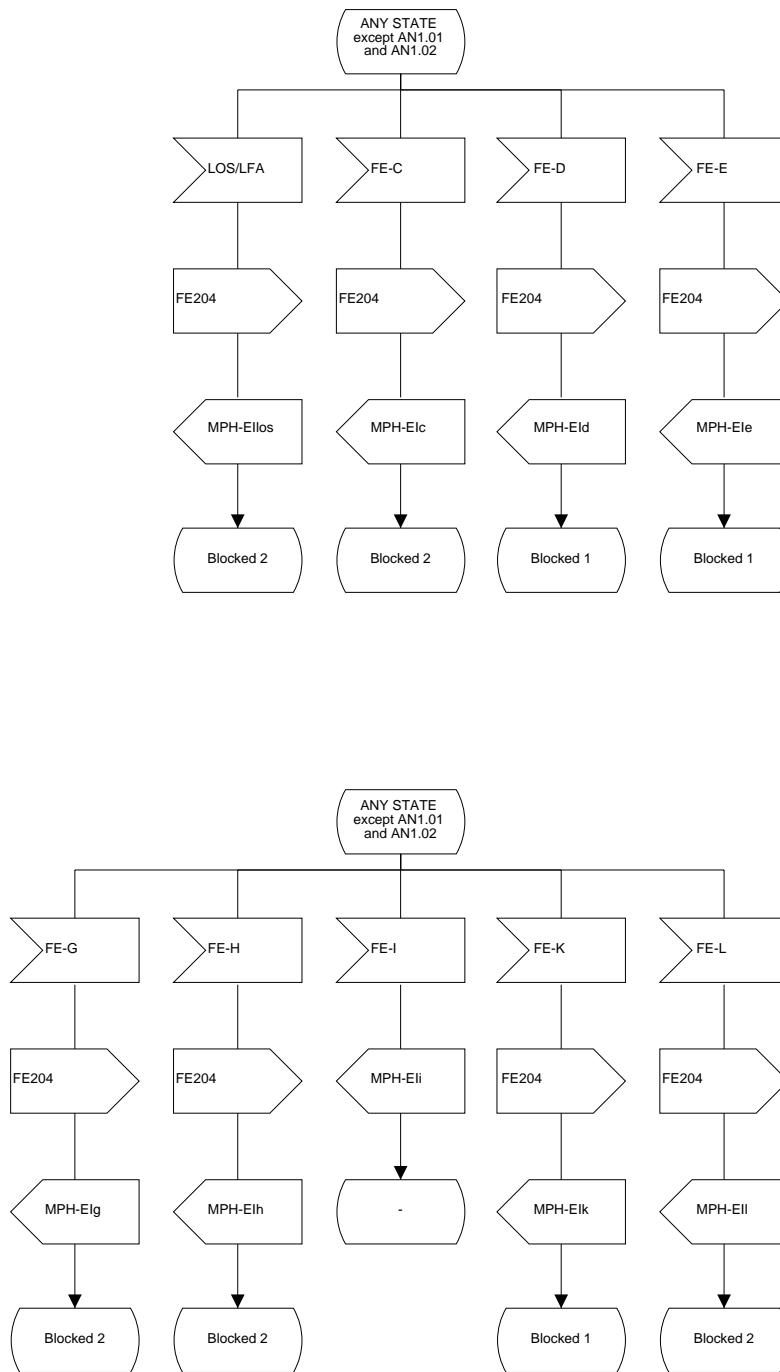 ANY STATE
except AN1.01
and AN1.02
LOS/LFA
FE-C
FE-D
FE-E
FE204
FE204
FE204
FE204
MPH-EIlos
MPH-EIc
MPH-EId
MPH-EIe
Blocked 2
Blocked 2
Blocked 1
Blocked 1
ANY STATE
except AN1.01
and AN1.02
FE-G
FE-H
FE-I
FE-K
FE-L
FE204
FE204
MPH-EIi
FE204
FE204
MPH-EIg
MPH-EIh
-
MPH-EIk
MPH-EIl
Blocked 2
Blocked 2
Blocked 1
Blocked 2